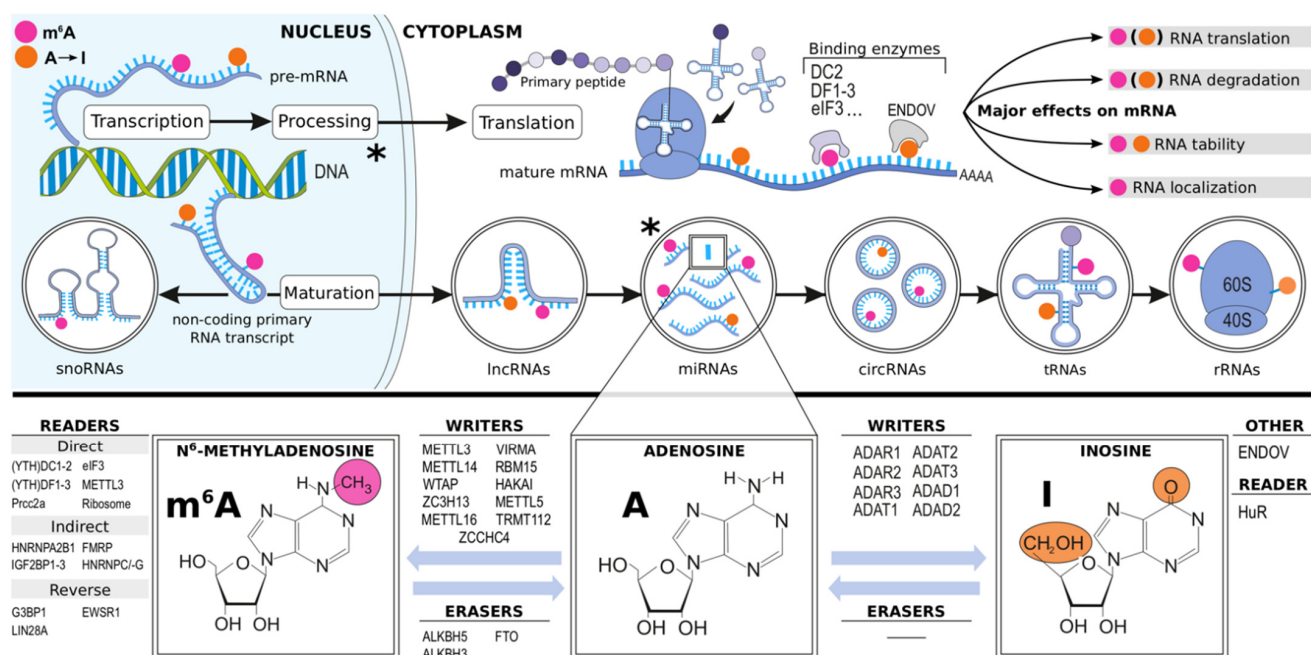 m⁶A
A→I
NUCLEUS
CYTOPLASM
pre-mRNA
Transcription
Processing
*
DNA
Primary peptide
Translation
mature mRNA
Binding enzymes
DC2
DF1-3
eIF3...
ENDOV
AAAA
( ) RNA translation
( ) RNA degradation
Major effects on mRNA
RNA tability
RNA localization
snoRNAs
non-coding primary
RNA transcript
Maturation
lncRNAs
*
I
miRNAs
circRNAs
tRNAs
60S
40S
rRNAs
READERS
Direct
(YTH)DC1-2 eIF3
(YTH)DF1-3 METTL3
Prcc2a Ribosome
Indirect
HNRNPA2B1 FMRP
IGF2BP1-3 HNRNPC/-G
Reverse
G3BP1 EWSR1
LIN28A
N⁶-METHYLADENOSINE
m⁶A
H N CH₃
N N
N N
HO O
OH OH
WRITERS
METTL3 VIRMA
METTL14 RBM15
WTAP HAKAI
ZC3H13 METTL5
METTL16 TRMT112
ZCCHC4
ERASERS
ALKBH5 FTO
ALKBH3
ADENOSINE
A
H N H
N N
N N
HO O
OH OH
WRITERS
ADAR1 ADAT2
ADAR2 ADAT3
ADAR3 ADAD1
ADAT1 ADAD2
ERASERS
INOSINE
I
O
N N
CH₂OH O N N
OH OH
OTHER
ENDOV
READER
HuR